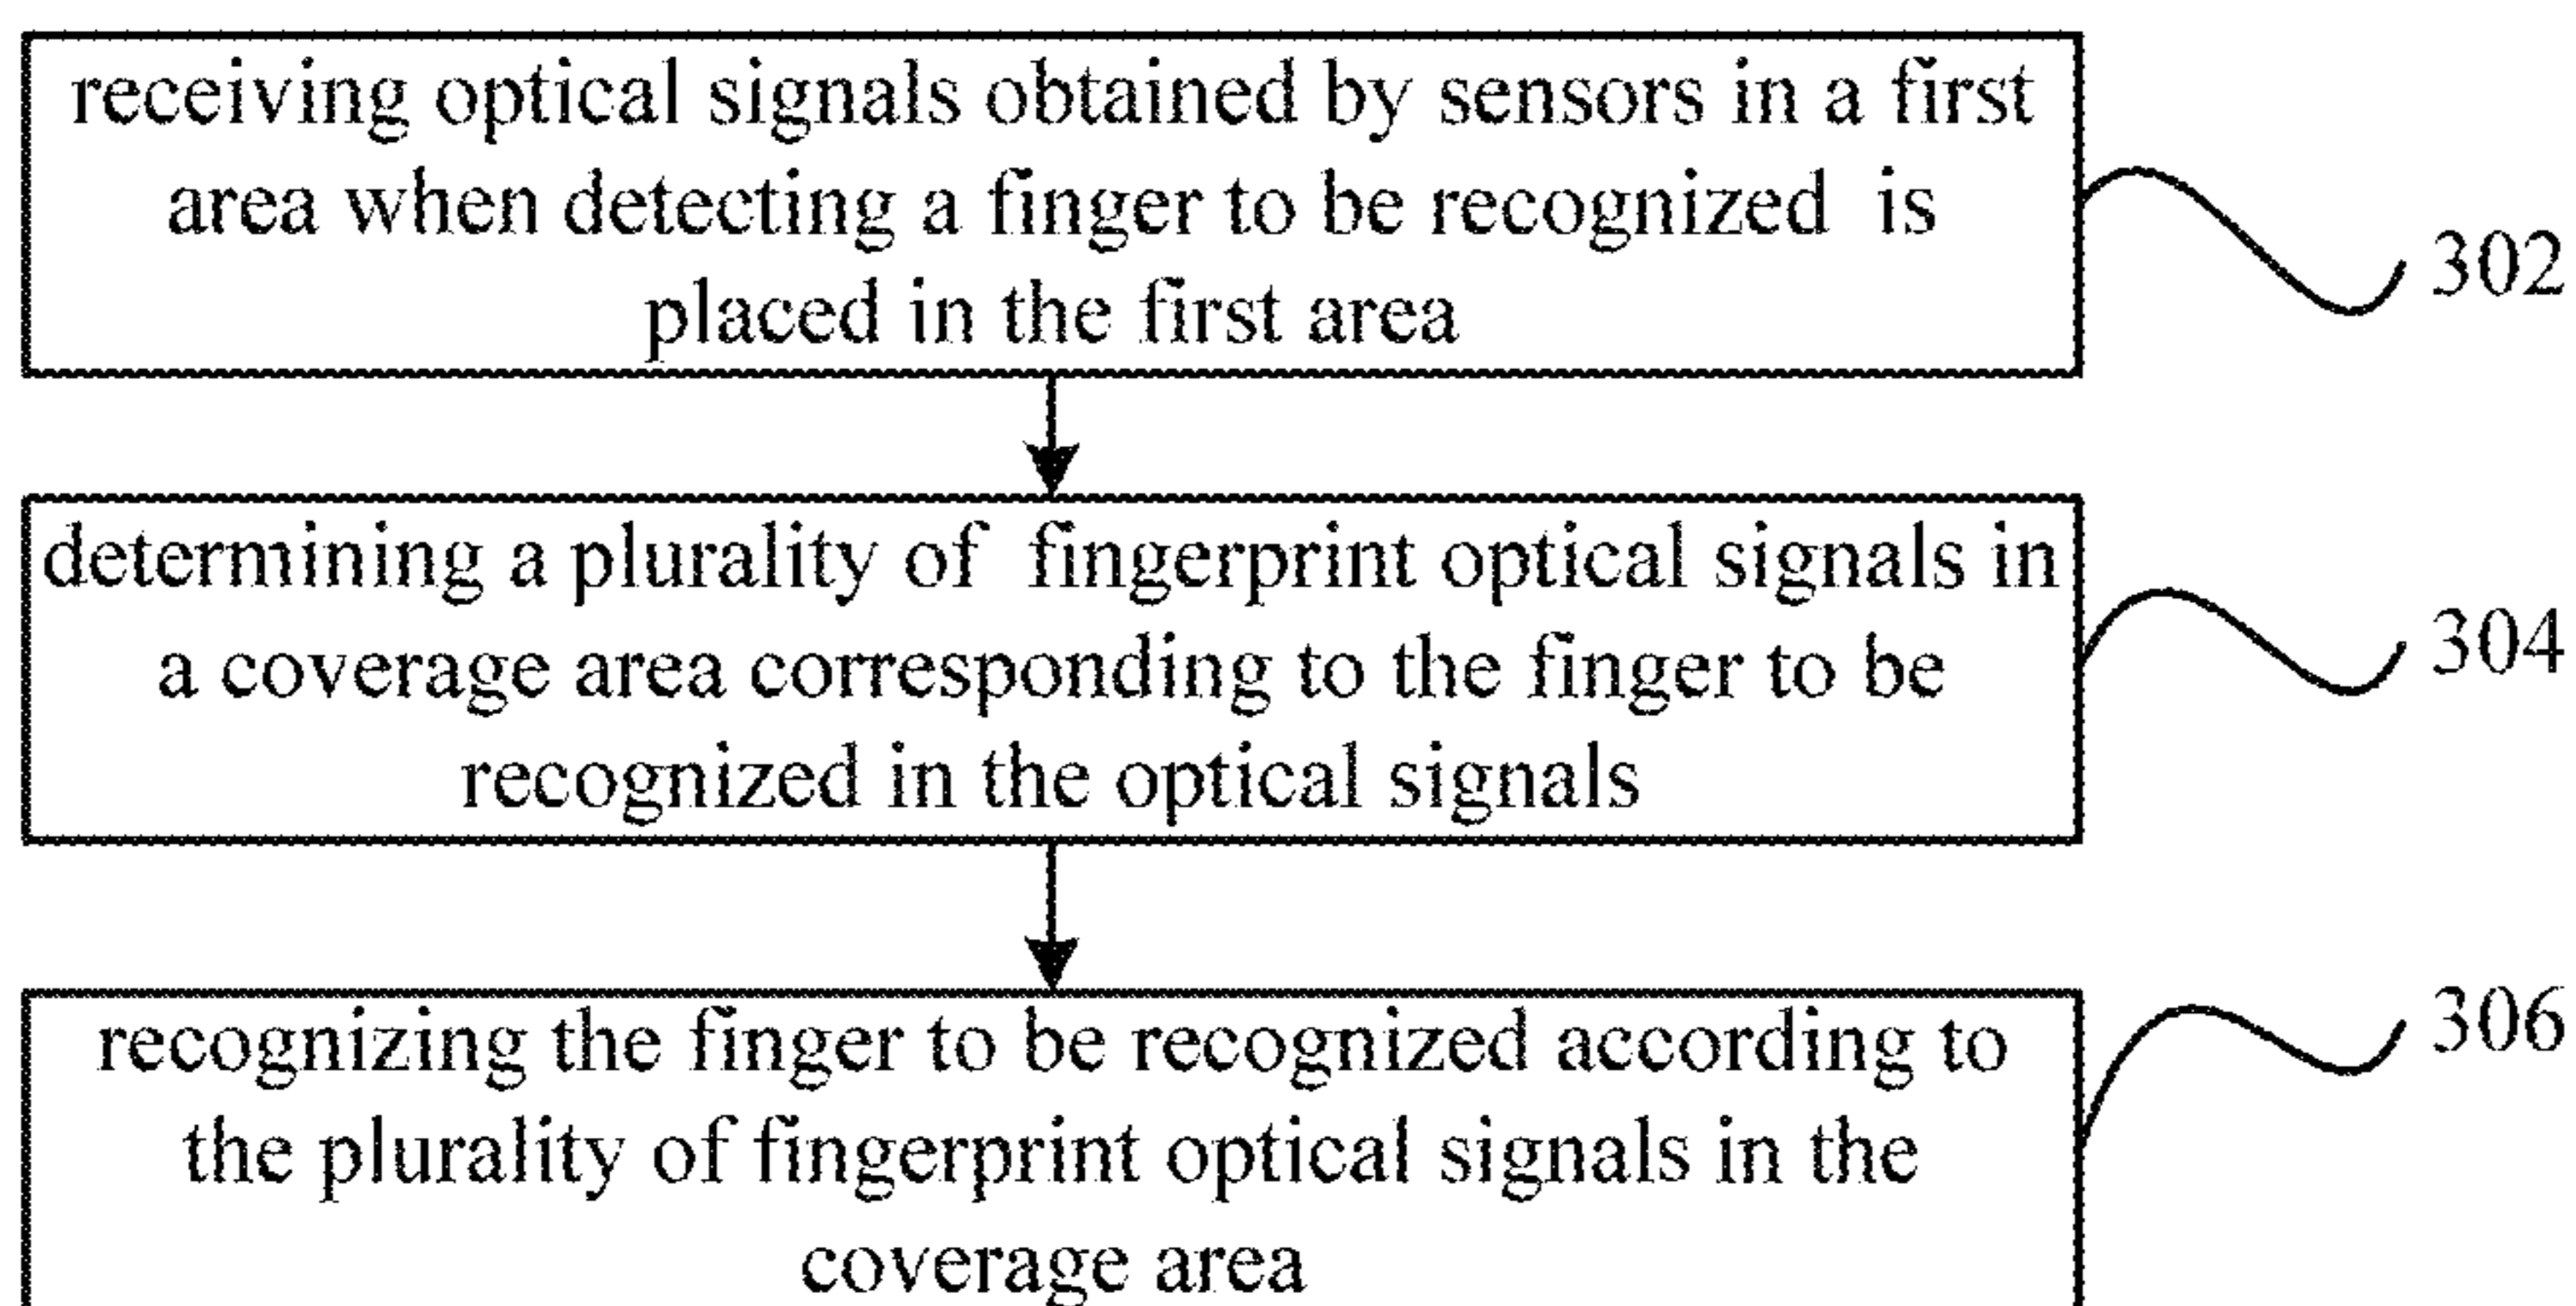 receiving optical signals obtained by sensors in a first
area when detecting a finger to be recognized is
placed in the first area
302
determining a plurality of fingerprint optical signals in
a coverage area corresponding to the finger to be
recognized in the optical signals
304
recognizing the finger to be recognized according to
the plurality of fingerprint optical signals in the
coverage area
306